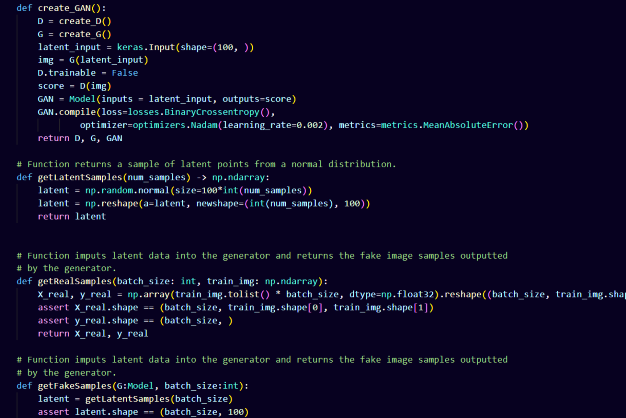 def create_GAN():
    D = create_D()
    G = create_G()
    latent_input = keras.Input(shape=(100, ))
    img = G(latent_input)
    D.trainable = False
    score = D(img)
    GAN = Model(inputs = latent_input, outputs=score)
    GAN.compile(loss=losses.BinaryCrossentropy(),
            optimizer=optimizers.Nadam(learning_rate=0.002), metrics=metrics.MeanAbsoluteError())
    return D, G, GAN
# Function returns a sample of latent points from a normal distribution.
def getLatentSamples(num_samples) -> np.ndarray:
    latent = np.random.normal(size=100*int(num_samples))
    latent = np.reshape(a=latent, newshape=(int(num_samples), 100))
    return latent
# Function imputs latent data into the generator and returns the fake image samples outputted
# by the generator.
def getRealSamples(batch_size: int, train_img: np.ndarray):
    X_real, y_real = np.array(train_img.tolist() * batch_size, dtype=np.float32).reshape((batch_size, train_img.shap
    assert X_real.shape == (batch_size, train_img.shape[0], train_img.shape[1])
    assert y_real.shape == (batch_size, )
    return X_real, y_real
# Function imputs latent data into the generator and returns the fake image samples outputted
# by the generator.
def getFakeSamples(G:Model, batch_size:int):
    latent = getLatentSamples(batch_size)
    assert latent.shape == (batch_size, 100)